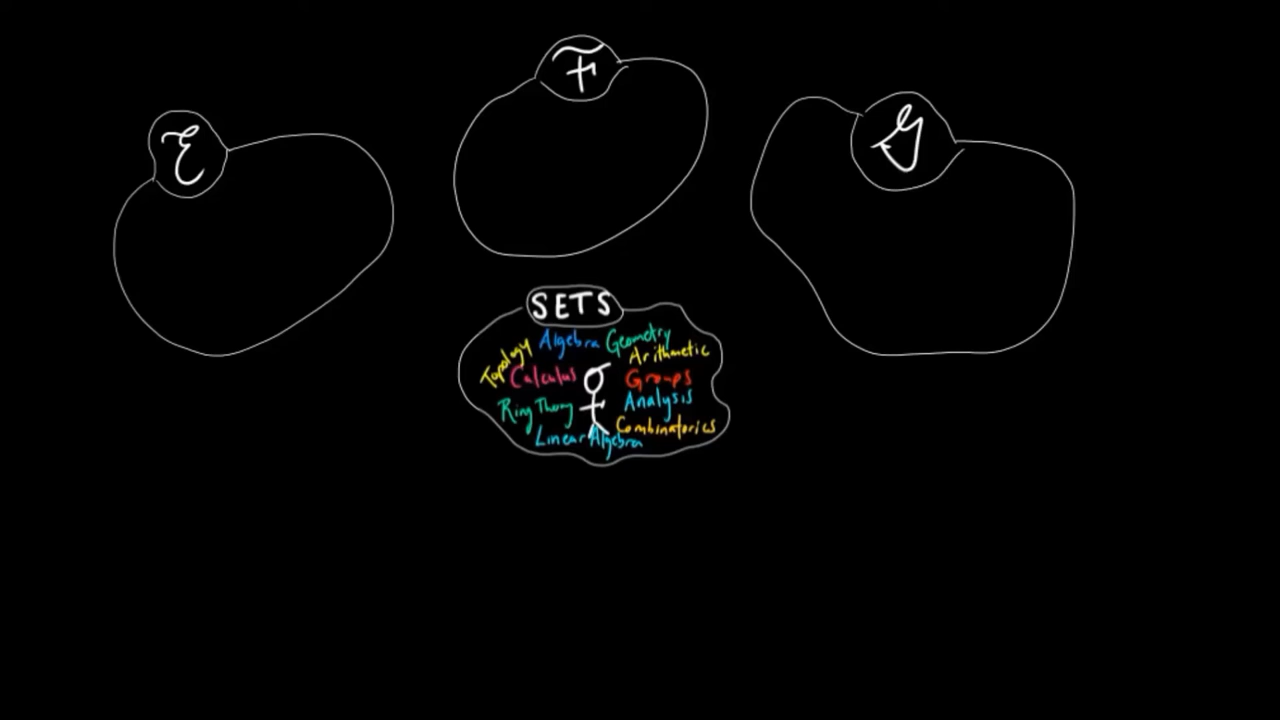 F
E
G
SETS
Algebra
Geometry
Topology
Arithmetic
Calculus
Groups
Ring Theory
Analysis
Combinatorics
Linear Algebra